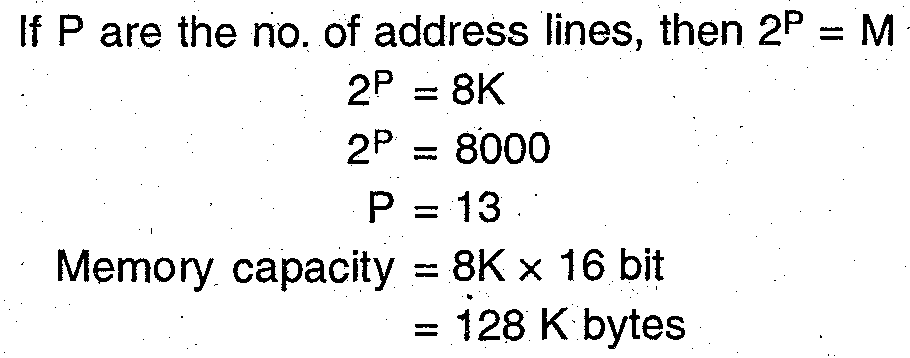 If P are the no. of address lines, then 2ᴾ = M
2ᴾ = 8K
2ᴾ = 8000
P = 13
Memory capacity = 8K × 16 bit
= 128 K bytes